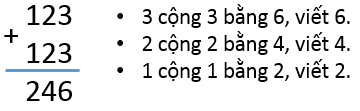 123
+
123
246
• 3 cộng 3 bằng 6, viết 6.
• 2 cộng 2 bằng 4, viết 4.
• 1 cộng 1 bằng 2, viết 2.